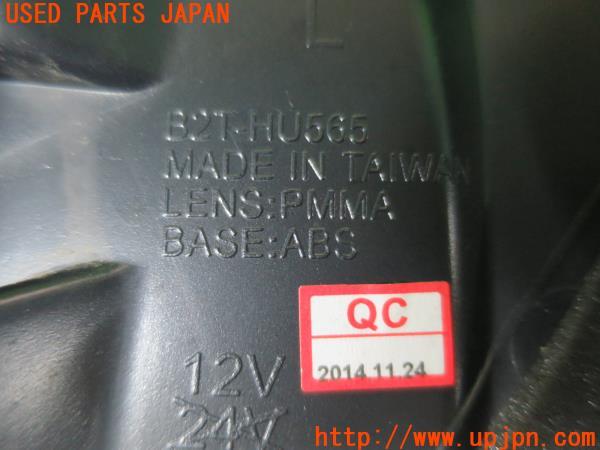 USED PARTS JAPAN
L
B2T-HU565
MADE IN TAIWAN
LENS:PMMA
BASE:ABS
QC
2014.11.24
12V
24V
http://www.upjpn.com